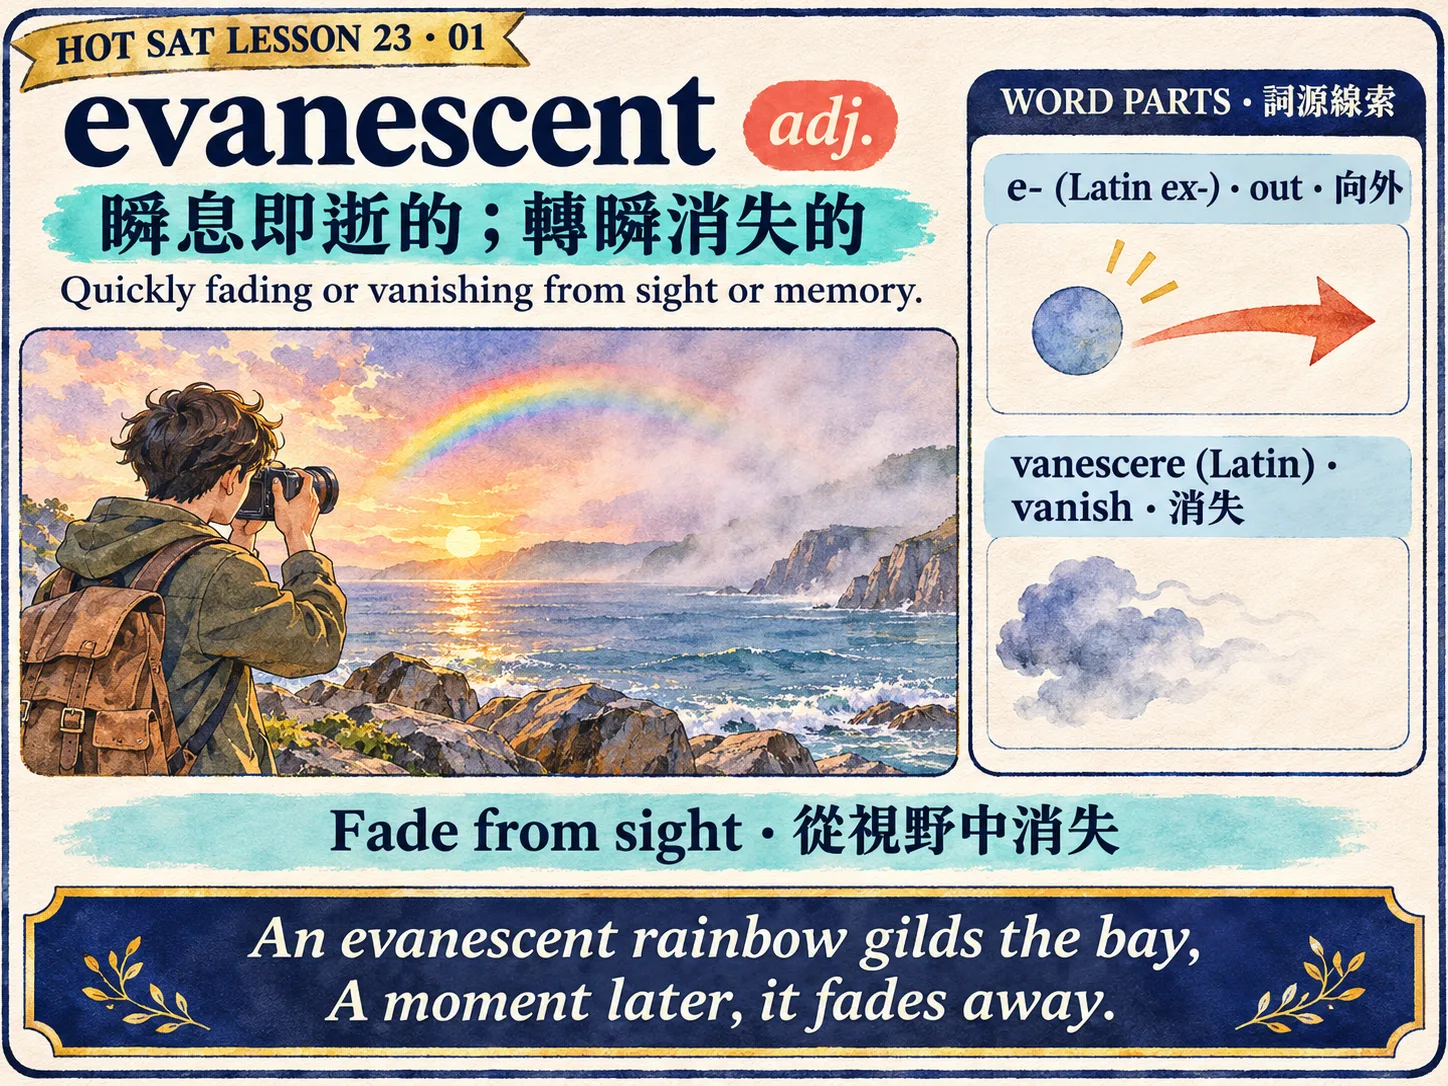 HOT SAT LESSON 23 · 01
evanescent adj.
瞬息即逝的；轉瞬消失的
Quickly fading or vanishing from sight or memory.
WORD PARTS · 詞源線索
e- (Latin ex-) · out · 向外
vanescere (Latin) ·
vanish · 消失
Fade from sight · 從視野中消失
An evanescent rainbow gilds the bay,
A moment later, it fades away.